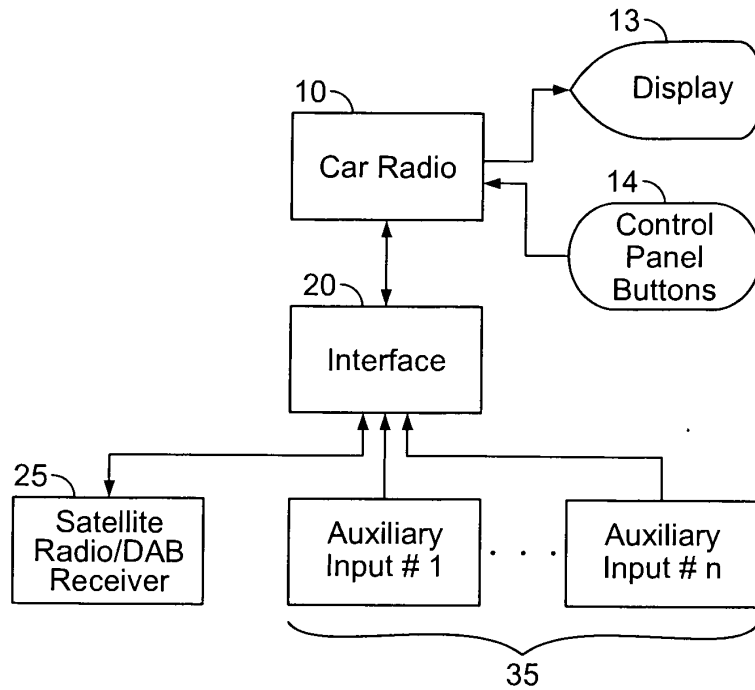 13
Display
10
Car Radio
14
Control
Panel
Buttons
20
Interface
25
Satellite
Radio/DAB
Receiver
Auxiliary
Input # 1
. . . .
Auxiliary
Input # n
35